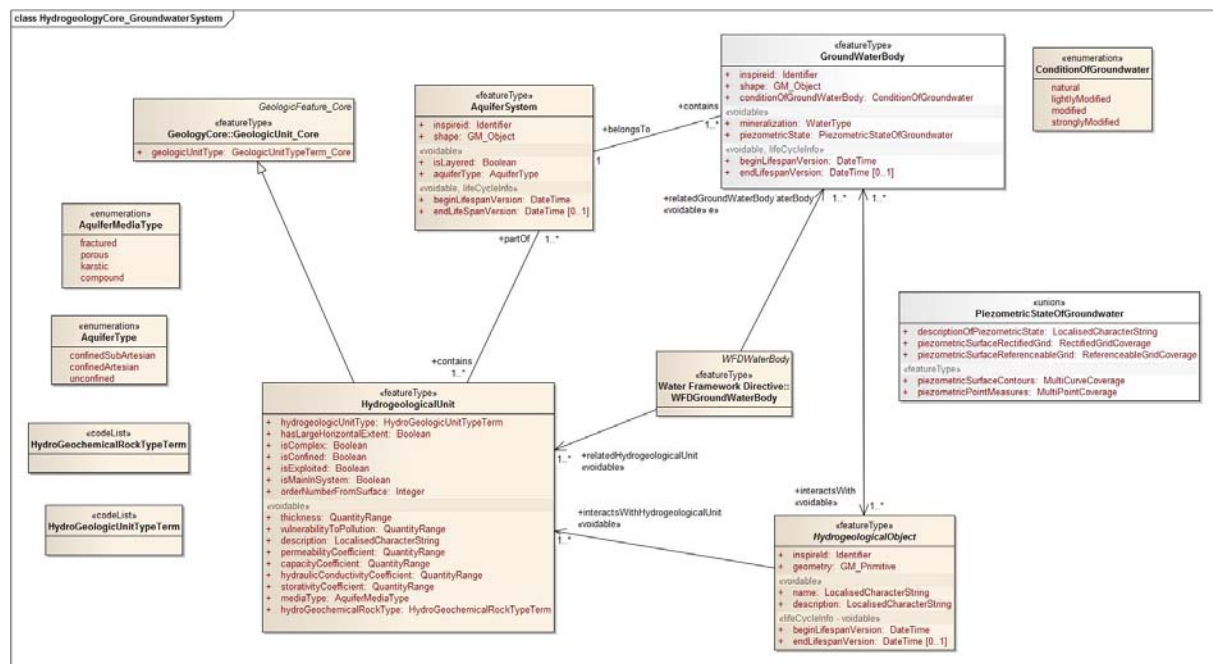 class HydrogeologyCore_GroundwaterSystem
GeologicFeature_Core
«featureType»
GeologyCore::GeologicUnit_Core
+ geologicUnitType: GeologicUnitTypeTerm_Core
«featureType»
AquiferSystem
+ inspireid: Identifier
+ shape: GM_Object
«voidable»
+ isLayered: Boolean
+ aquiferType: AquiferType
«voidable, lifeCycleInfo»
+ beginLifespanVersion: DateTime
+ endLifeSpanVersion: DateTime [0..1]
+belongsTo
1
+contains
1..*
«featureType»
GroundWaterBody
+ inspireid: Identifier
+ shape: GM_Object
+ conditionOfGroundWaterBody: ConditionOfGroundwater
«voidable»
+ mineralization: WaterType
+ piezometricState: PiezometricStateOfGroundwater
«voidable, lifeCycleInfo»
+ beginLifespanVersion: DateTime
+ endLifespanVersion: DateTime [0..1]
«enumeration»
ConditionOfGroundwater
natural
lightlyModified
modified
stronglyModified
+relatedGroundWaterBody aterBody
«voidable» e»
1..*
1..*
«enumeration»
AquiferMediaType
fractured
porous
karstic
compound
+partOf
1..*
«enumeration»
AquiferType
confinedSubArtesian
confinedArtesian
unconfined
«union»
PiezometricStateOfGroundwater
+ descriptionOfPiezometricState: LocalisedCharacterString
+ piezometricSurfaceRectifiedGrid: RectifiedGridCoverage
+ piezometricSurfaceReferenceableGrid: ReferenceableGridCoverage
«featureType»
+ piezometricSurfaceContours: MultiCurveCoverage
+ piezometricPointMeasures: MultiPointCoverage
+contains
1..*
WFDWaterBody
«featureType»
Water Framework Directive::
WFDGroundWaterBody
«featureType»
HydrogeologicalUnit
+ hydrogeologicUnitType: HydroGeologicUnitTypeTerm
+ hasLargeHorizontalExtent: Boolean
+ isComplex: Boolean
+ isConfined: Boolean
+ isExploited: Boolean
+ isMainInSystem: Boolean
+ orderNumberFromSurface: Integer
«voidable»
+ thickness: QuantityRange
+ vulnerabilityToPollution: QuantityRange
+ description: LocalisedCharacterString
+ permeabilityCoefficient: QuantityRange
+ capacityCoefficient: QuantityRange
+ hydraulicConductivityCoefficient: QuantityRange
+ storativityCoefficient: QuantityRange
+ mediaType: AquiferMediaType
+ hydroGeochemicalRockType: HydroGeochemicalRockTypeTerm
«codeList»
HydroGeochemicalRockTypeTerm
«codeList»
HydroGeologicUnitTypeTerm
1..*
+relatedHydrogeologicalUnit
«voidable»
+interactsWithHydrogeologicalUnit
«voidable»
1..*
+interactsWith
«voidable»
1..*
«featureType»
HydrogeologicalObject
+ inspireId: Identifier
+ geometry: GM_Primitive
«voidable»
+ name: LocalisedCharacterString
+ description: LocalisedCharacterString
«lifeCycleInfo - voidable»
+ beginLifespanVersion: DateTime
+ endLifespanVersion: DateTime [0..1]